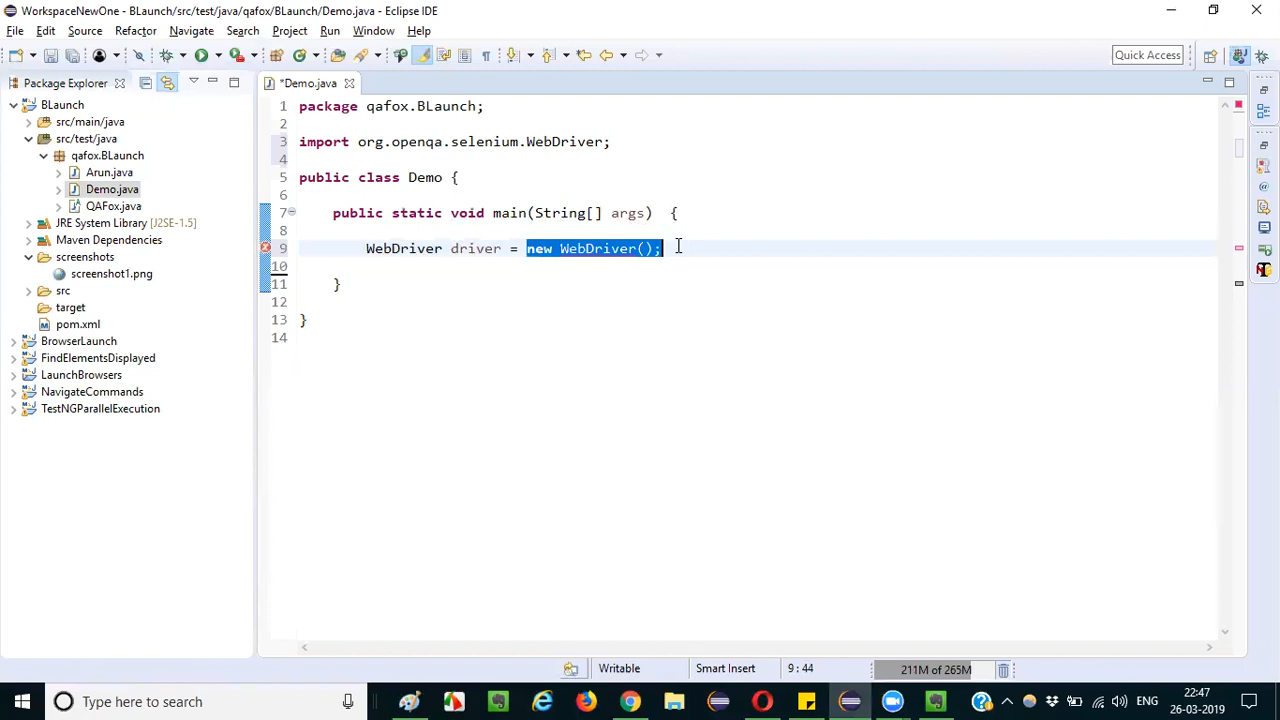 WorkspaceNewOne - BLaunch/src/test/java/qafox/BLaunch/Demo.java - Eclipse IDE
File Edit Source Refactor Navigate Search Project Run Window Help
Quick Access
Package Explorer
*Demo.java
BLaunch
src/main/java
src/test/java
qafox.BLaunch
Arun.java
Demo.java
QAFox.java
JRE System Library [J2SE-1.5]
Maven Dependencies
screenshots
screenshot1.png
src
target
pom.xml
BrowserLaunch
FindElementsDisplayed
LaunchBrowsers
NavigateCommands
TestNGParallelExecution
1 package qafox.BLaunch;
2
3 import org.openqa.selenium.WebDriver;
4
5 public class Demo {
6
7 public static void main(String[] args) {
8
9 WebDriver driver = new WebDriver();
10
11 }
12
13 }
14
Writable Smart Insert 9 : 44 211M of 265M
Type here to search
ENG
22:47
26-03-2019